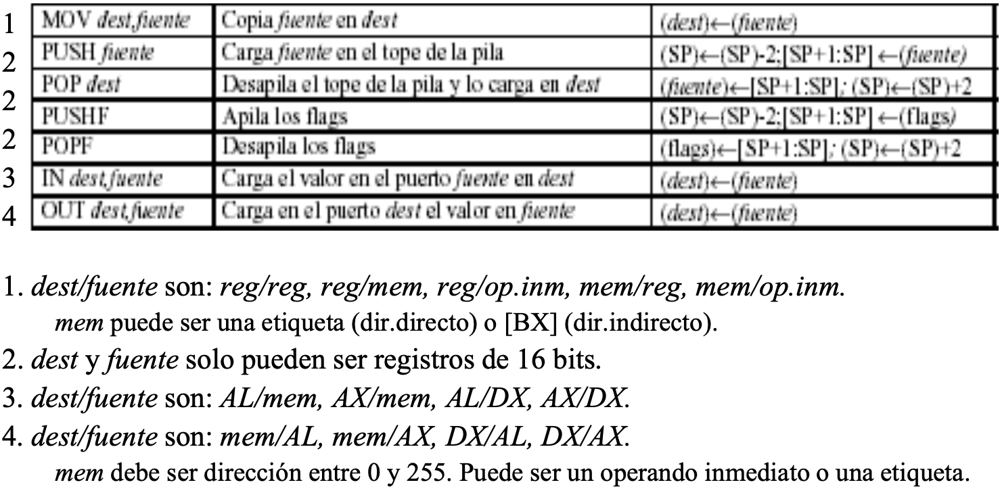 1 MOV dest,fuente Copia fuente en dest (dest)←(fuente)
2 PUSH fuente Carga fuente en el tope de la pila (SP)←(SP)-2;[SP+1:SP] ←(fuente)
2 POP dest Desapila el tope de la pila y lo carga en dest (fuente)←[SP+1:SP]; (SP)←(SP)+2
2 PUSHF Apila los flags (SP)←(SP)-2;[SP+1:SP] ←(flags)
2 POPF Desapila los flags (flags)←[SP+1:SP]; (SP)←(SP)+2
3 IN dest,fuente Carga el valor en el puerto fuente en dest (dest)←(fuente)
4 OUT dest,fuente Carga en el puerto dest el valor en fuente (dest)←(fuente)
1. dest/fuente son: reg/reg, reg/mem, reg/op.inm, mem/reg, mem/op.inm.
mem puede ser una etiqueta (dir.directo) o [BX] (dir.indirecto).
2. dest y fuente solo pueden ser registros de 16 bits.
3. dest/fuente son: AL/mem, AX/mem, AL/DX, AX/DX.
4. dest/fuente son: mem/AL, mem/AX, DX/AL, DX/AX.
mem debe ser dirección entre 0 y 255. Puede ser un operando inmediato o una etiqueta.